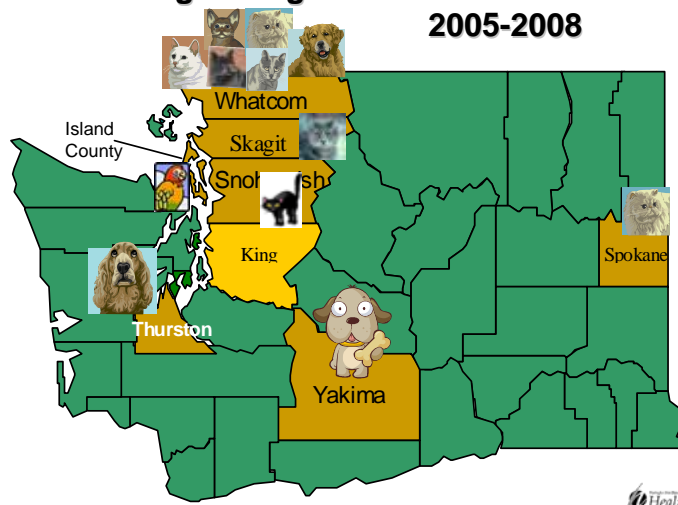 2005-2008
Whatcom
Island
County
Skagit
King
Spokane
Thurston
Yakima